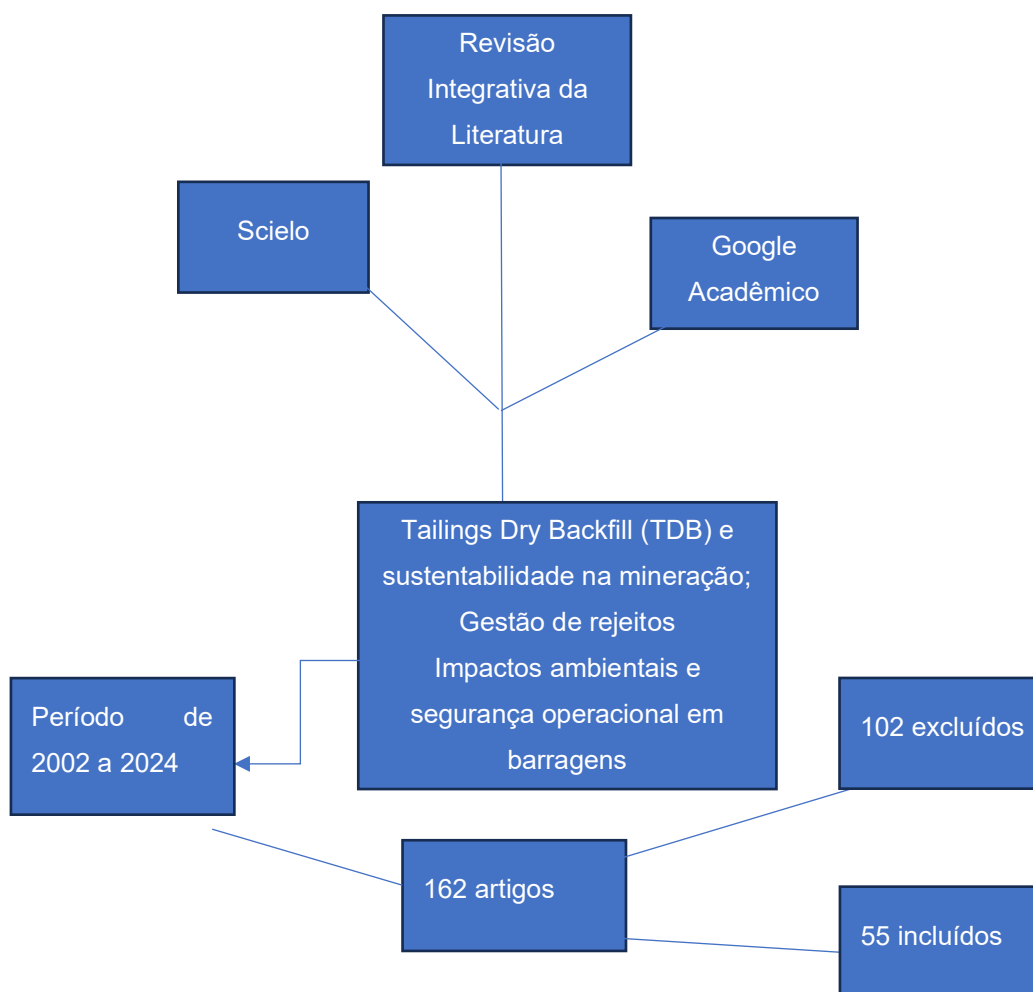 Revisão
Integrativa da
Literatura
Scielo
Google
Acadêmico
Tailings Dry Backfill (TDB) e
sustentabilidade na mineração;
Gestão de rejeitos
Impactos ambientais e
segurança operacional em
barragens
Período de
2002 a 2024
102 excluídos
162 artigos
55 incluídos